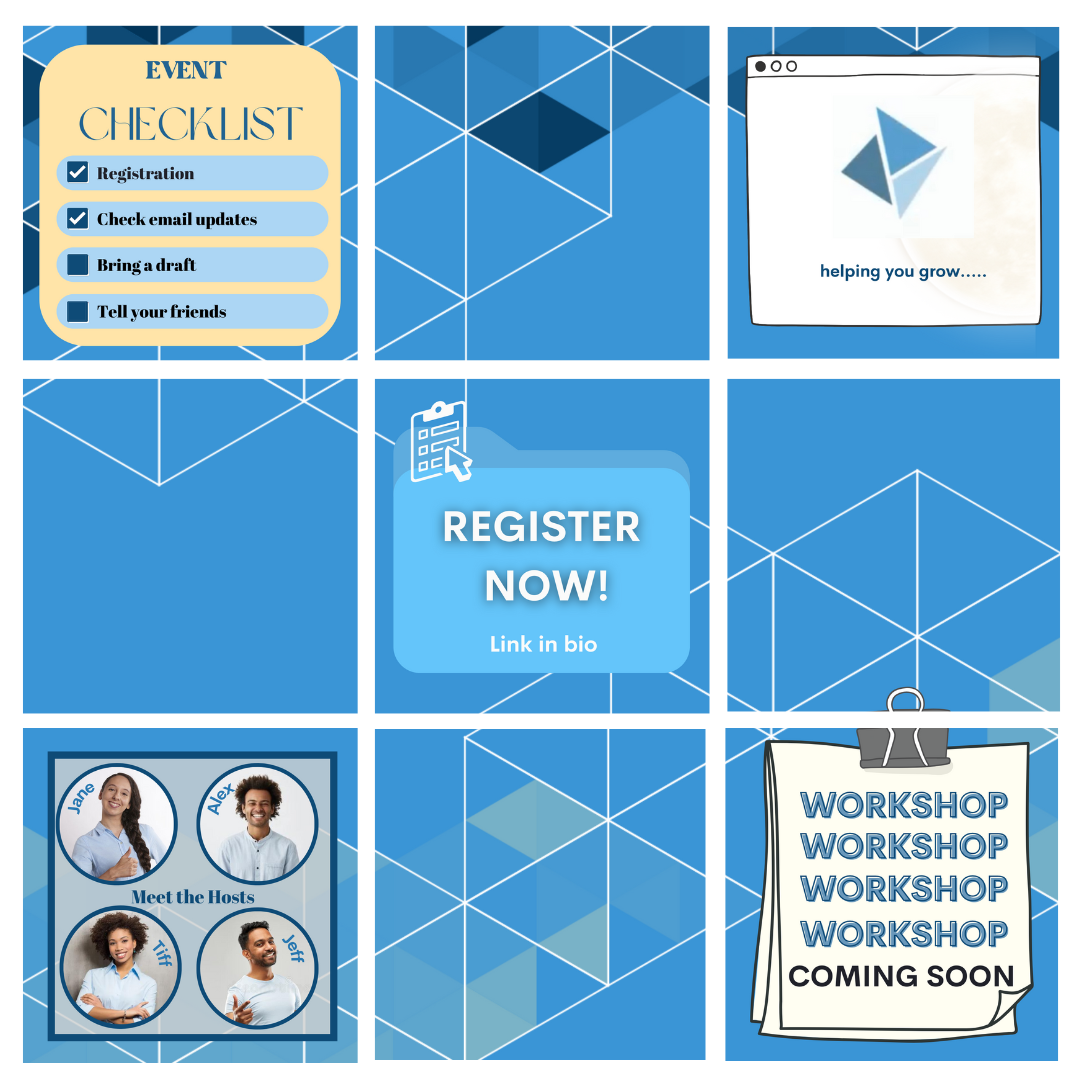 EVENT
CHECKLIST
Registration
Check email updates
Bring a draft
Tell your friends
helping you grow.....
REGISTER
NOW!
Link in bio
Jane
Alex
Meet the Hosts
Tiff
Jeff
WORKSHOP
WORKSHOP
WORKSHOP
WORKSHOP
COMING SOON